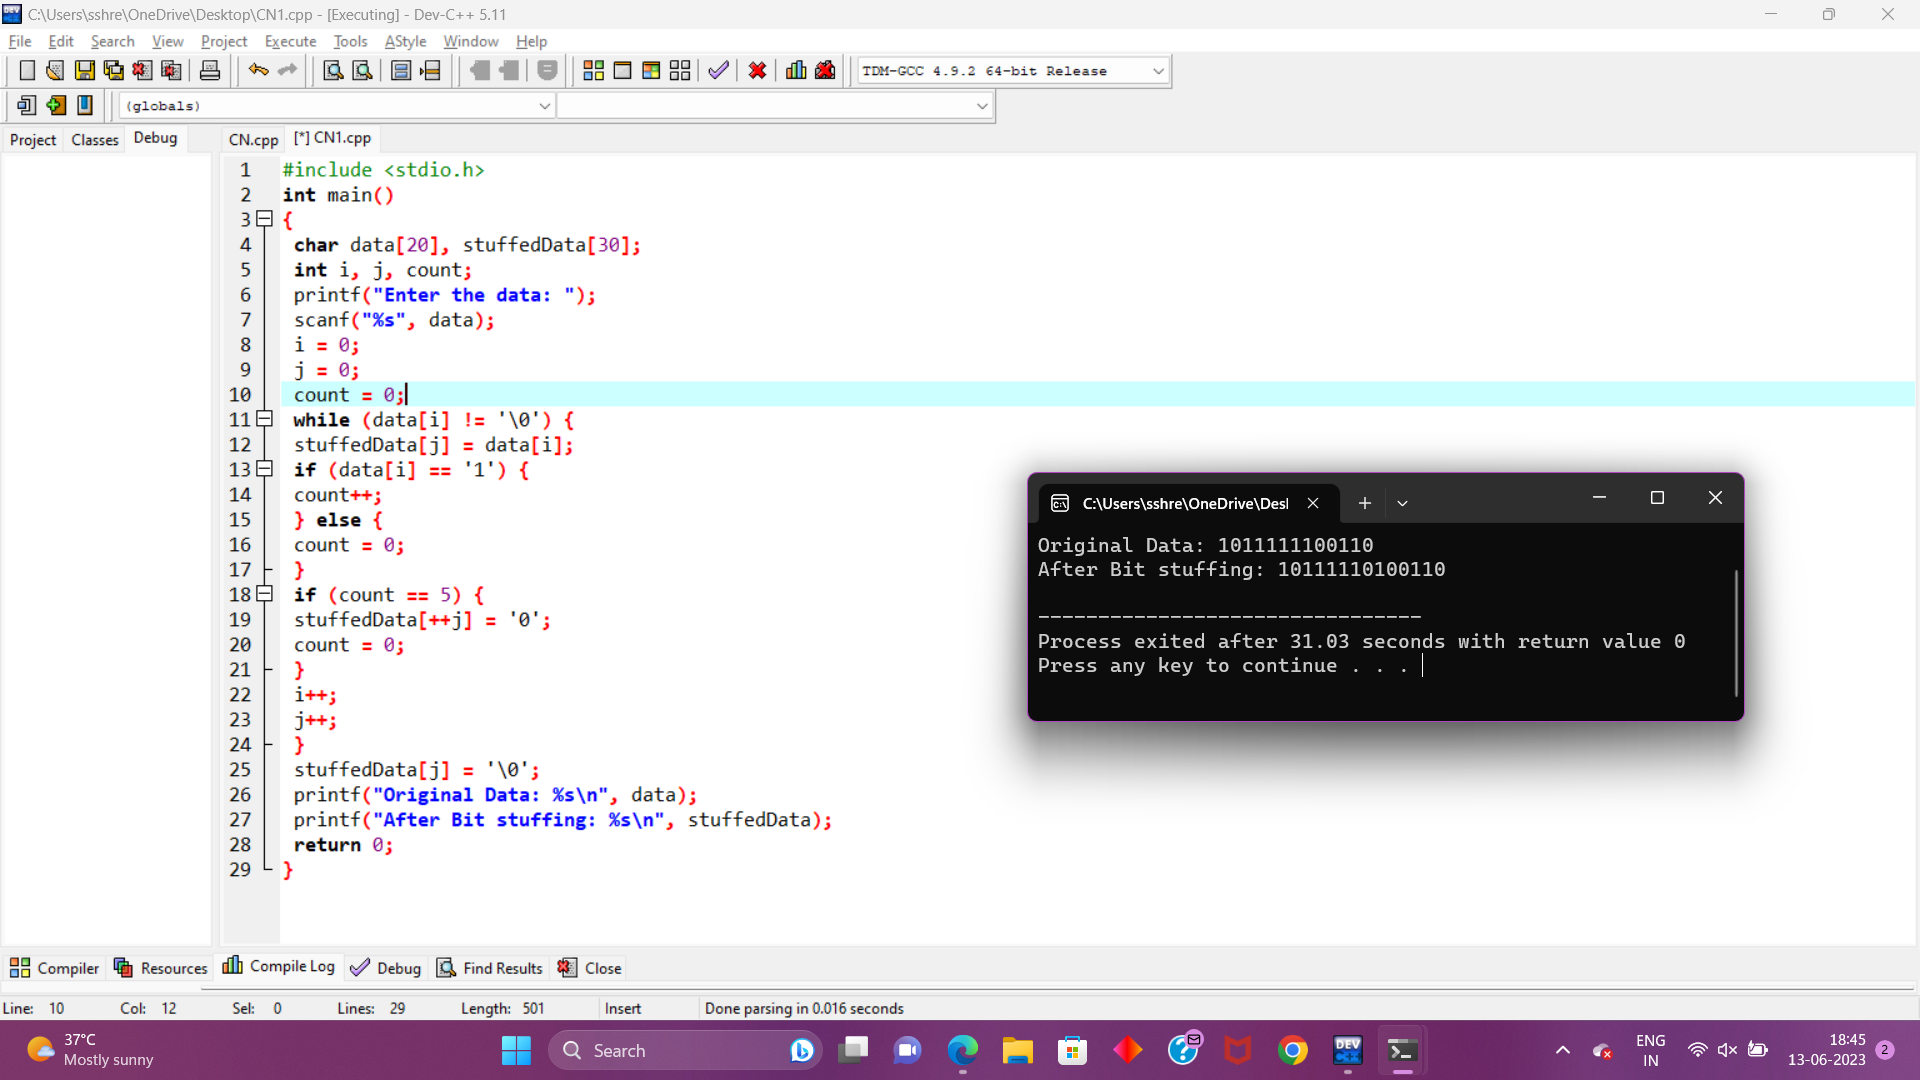 C:\Users\sshre\OneDrive\Desktop\CN1.cpp - [Executing] - Dev-C++ 5.11
File Edit Search View Project Execute Tools AStyle Window Help
TDM-GCC 4.9.2 64-bit Release
(globals)
Project Classes Debug CN.cpp [*] CN1.cpp
1 #include <stdio.h>
2 int main()
3 {
4 char data[20], stuffedData[30];
5 int i, j, count;
6 printf("Enter the data: ");
7 scanf("%s", data);
8 i = 0;
9 j = 0;
10 count = 0;
11 while (data[i] != '\0') {
12 stuffedData[j] = data[i];
13 if (data[i] == '1') {
14 count++;
15 } else {
16 count = 0;
17 }
18 if (count == 5) {
19 stuffedData[++j] = '0';
20 count = 0;
21 }
22 i++;
23 j++;
24 }
25 stuffedData[j] = '\0';
26 printf("Original Data: %s\n", data);
27 printf("After Bit stuffing: %s\n", stuffedData);
28 return 0;
29 }
C:\Users\sshre\OneDrive\Desl
Original Data: 1011111100110
After Bit stuffing: 10111110100110
--------------------------------
Process exited after 31.03 seconds with return value 0
Press any key to continue . . .
Compiler Resources Compile Log Debug Find Results Close
Line: 10 Col: 12 Sel: 0 Lines: 29 Length: 501 Insert Done parsing in 0.016 seconds
37°C
Mostly sunny
Search
DEV
C++
ENG
IN
18:45
13-06-2023
2